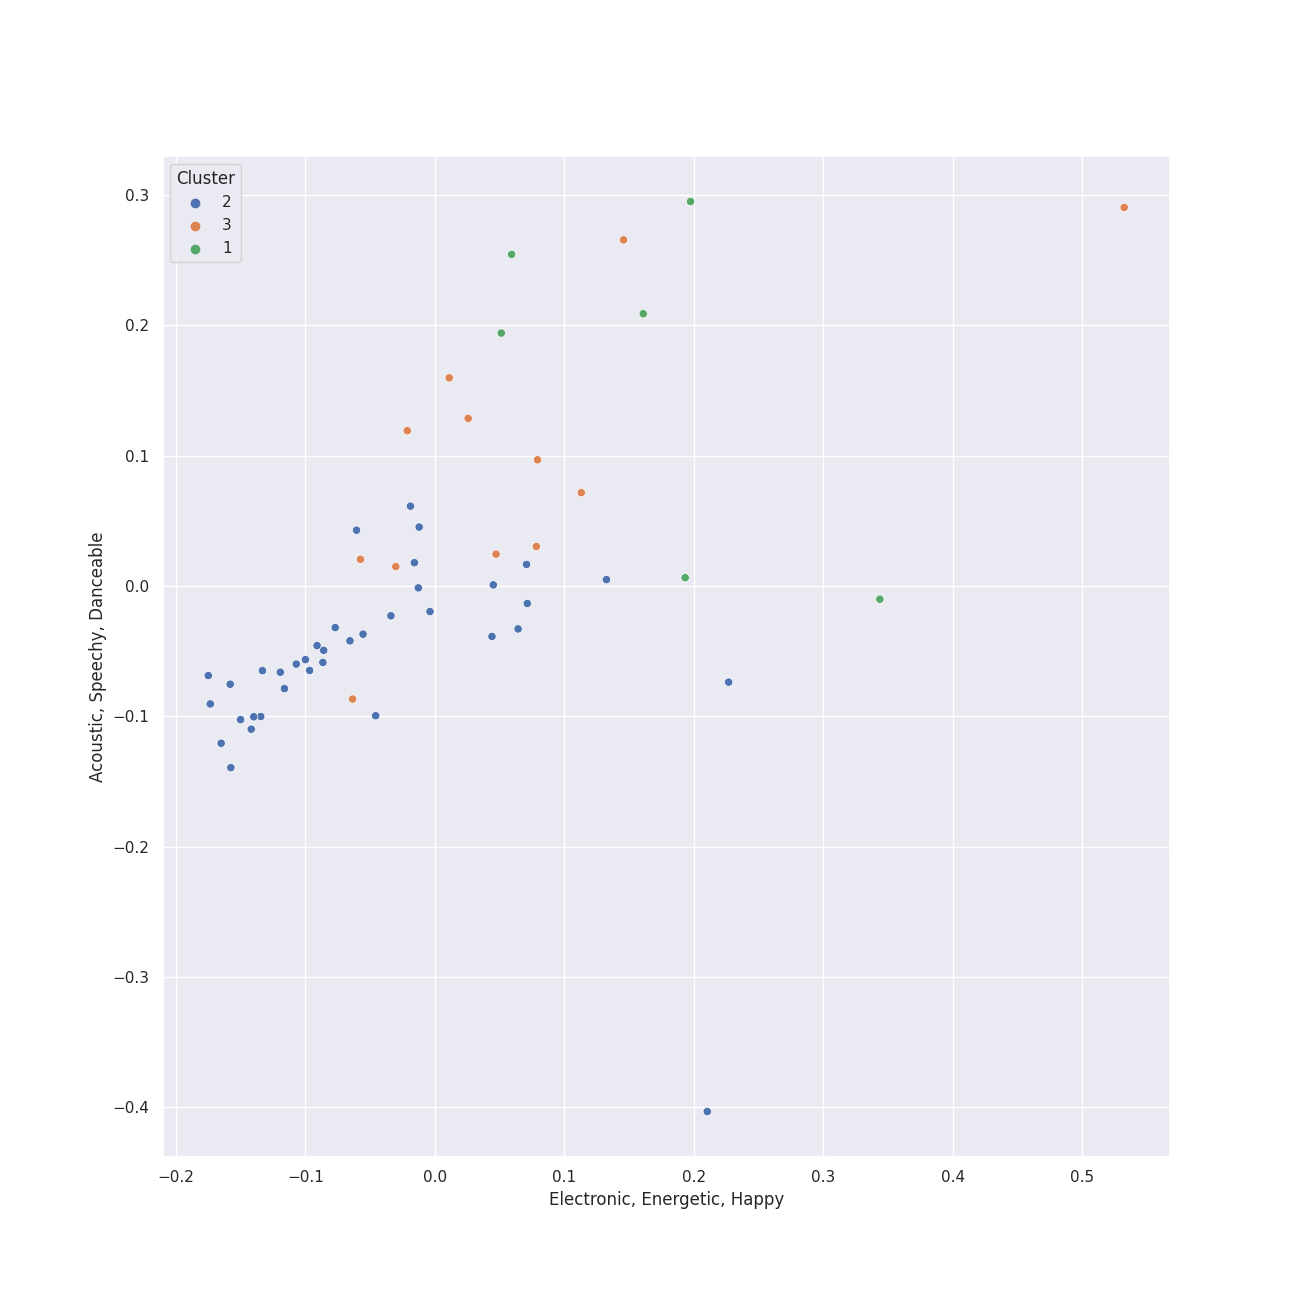 Cluster
2
3
1
0.3
0.2
0.1
0.0
−0.1
−0.2
−0.3
−0.4
Acoustic, Speechy, Danceable
−0.2 −0.1 0.0 0.1 0.2 0.3 0.4 0.5
Electronic, Energetic, Happy